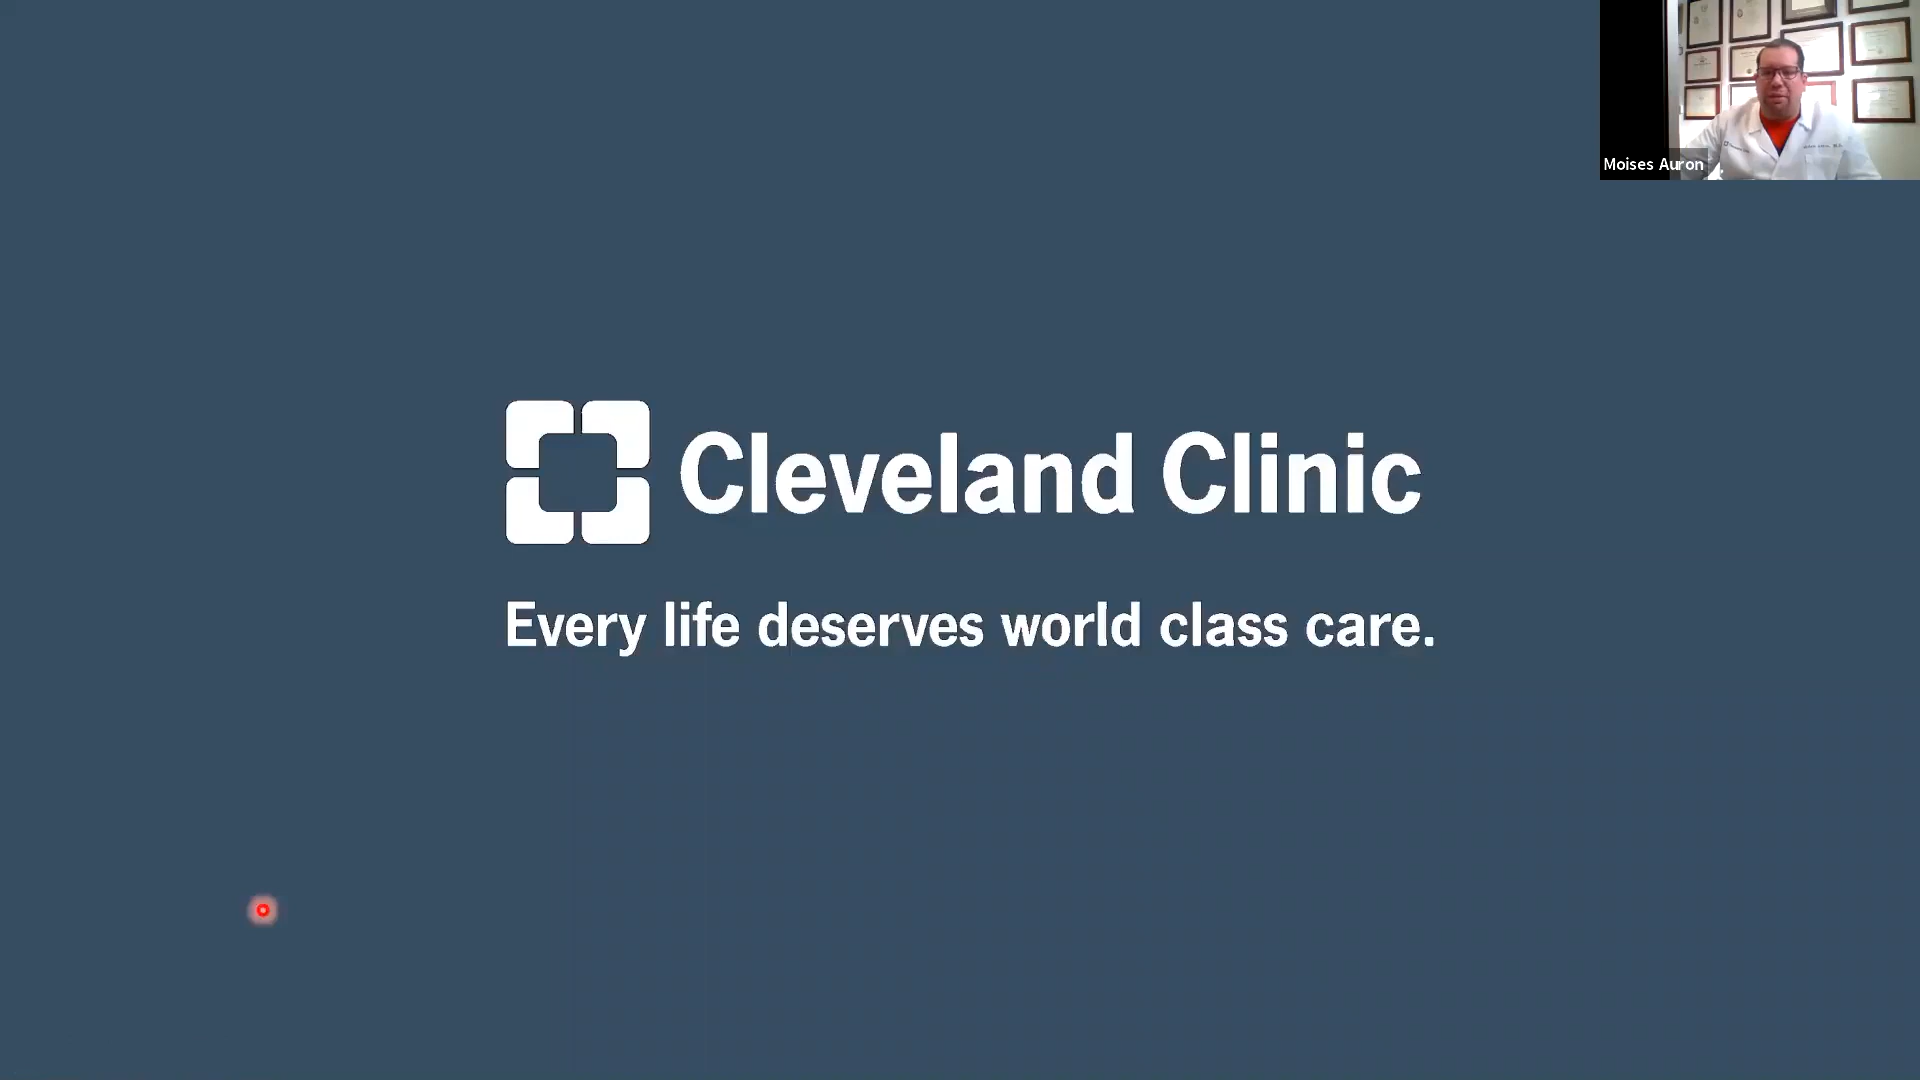 Moises Auron
Cleveland Clinic
Every life deserves world class care.